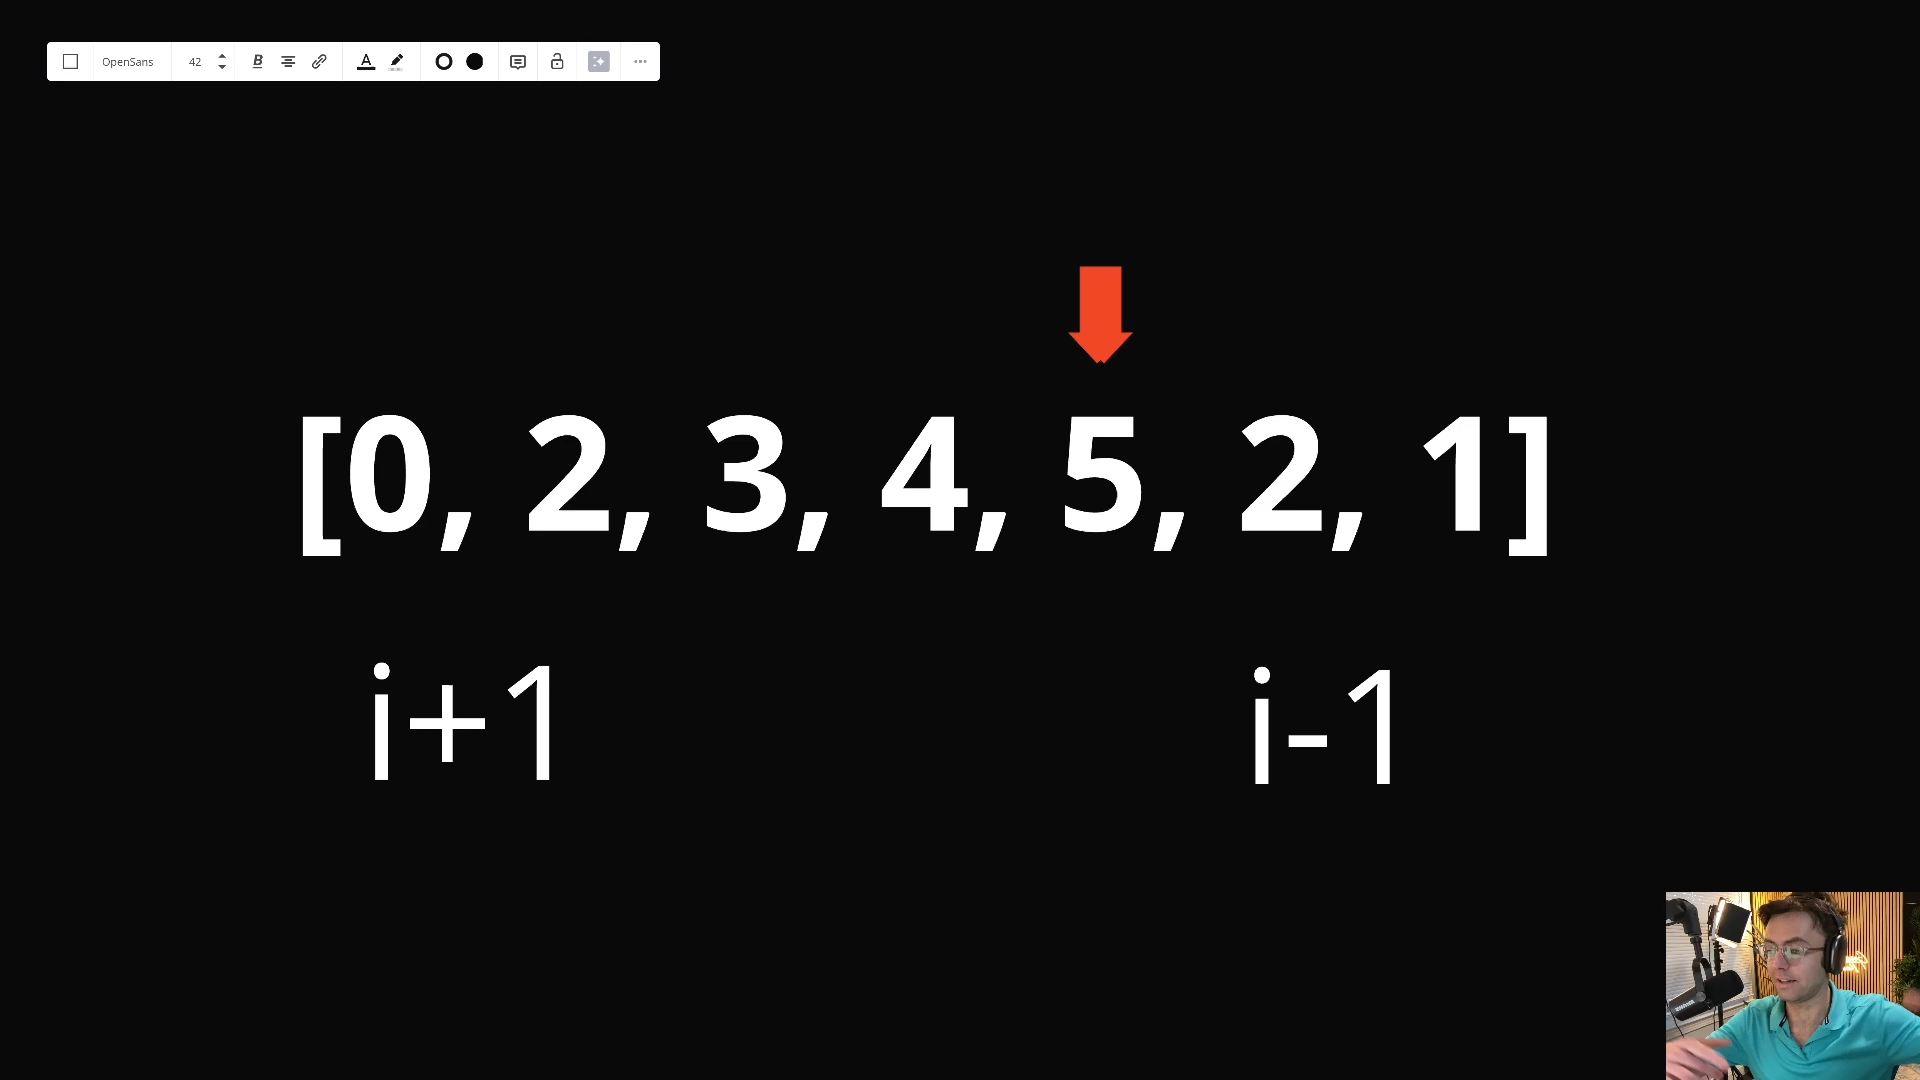 OpenSans 42 B A
[0, 2, 3, 4, 5, 2, 1]
i+1 i-1